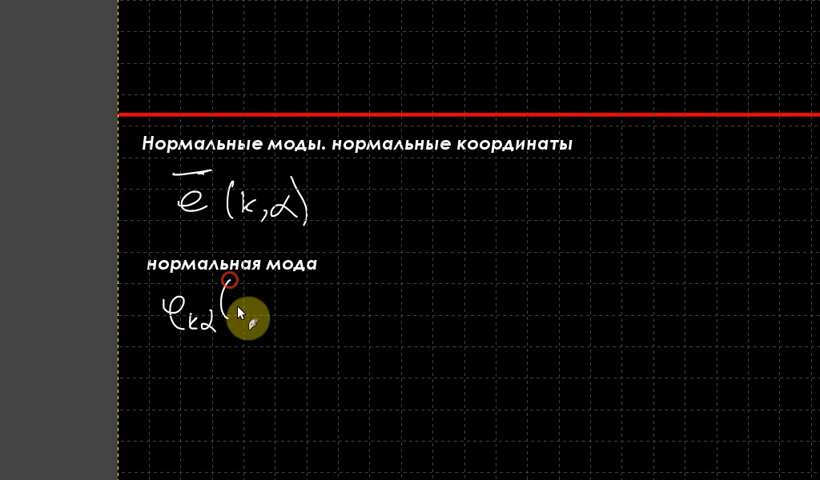 Нормальные моды. нормальные координаты
e̅ (k, α)
нормальная мода
φkα (